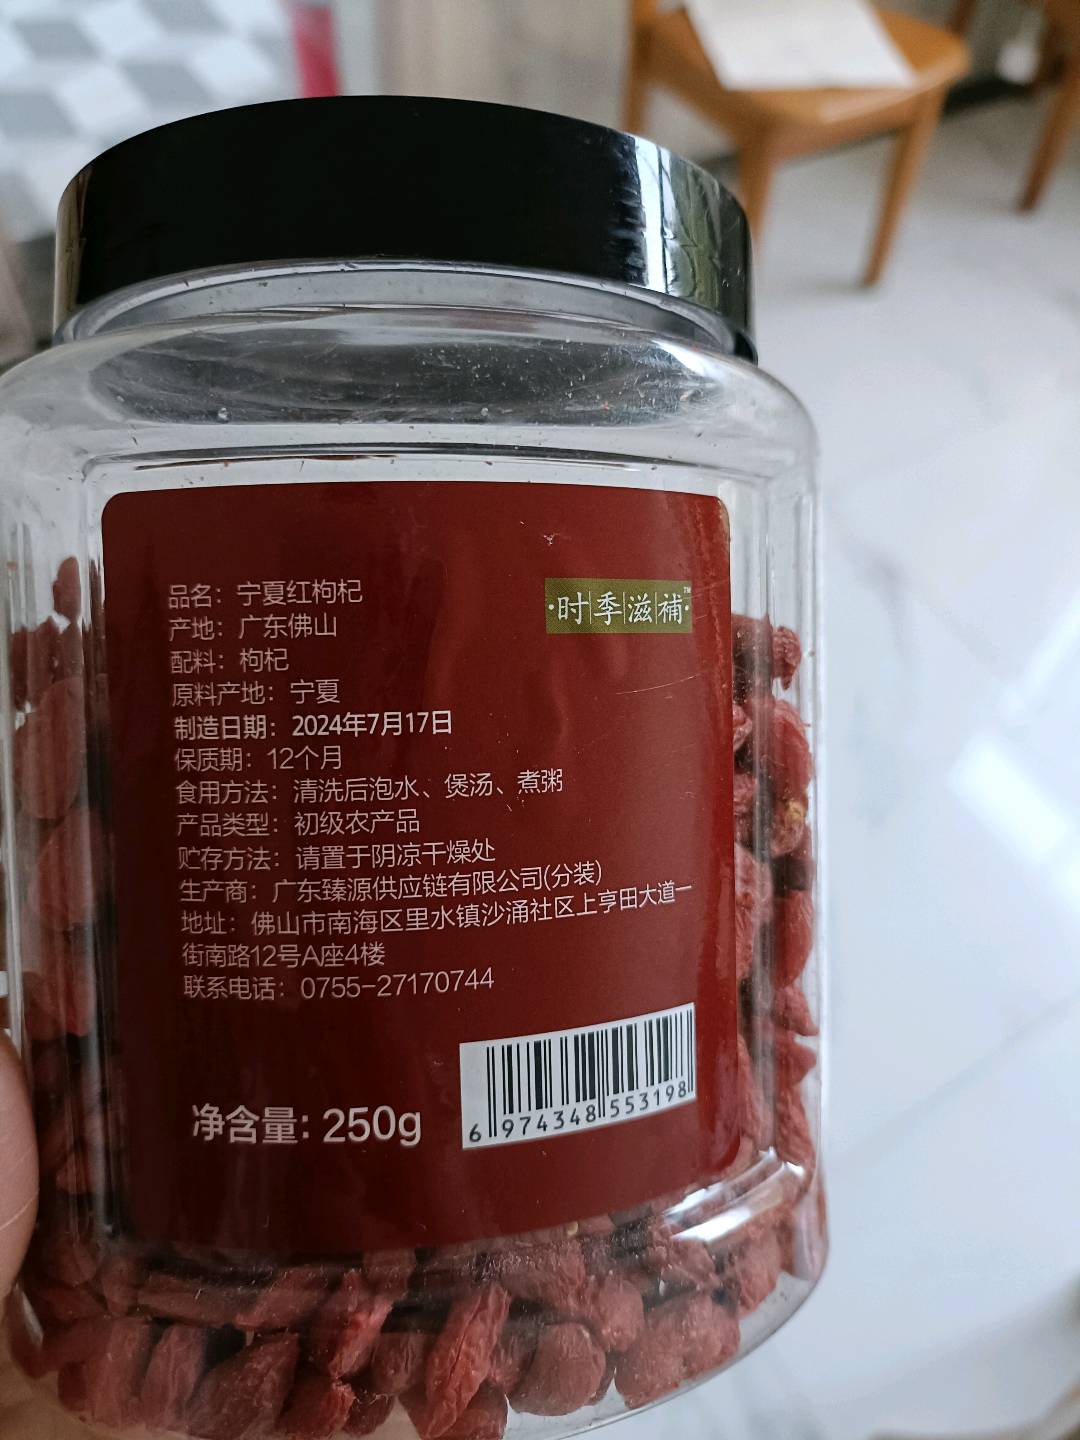 品名：宁夏红枸杞
·时季滋補·™
产地：广东佛山
配料：枸杞
原料产地：宁夏
制造日期：2024年7月17日
保质期：12个月
食用方法：清洗后泡水、煲汤、煮粥
产品类型：初级农产品
贮存方法：请置于阴凉干燥处
生产商：广东臻源供应链有限公司(分装)
地址：佛山市南海区里水镇沙涌社区上亨田大道一
街南路12号A座4楼
联系电话：0755-27170744
净含量：250g
6974348553198